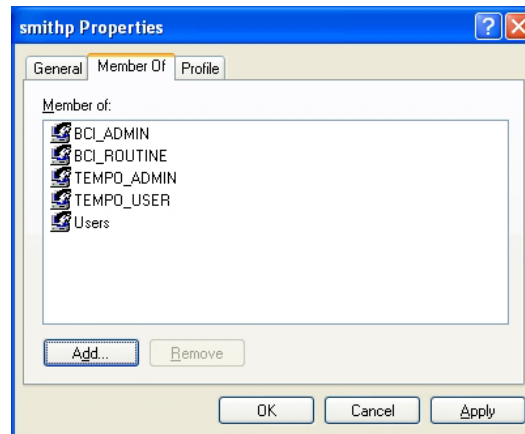 smithp Properties
?
General Member Of Profile
Member of:
BCI_ADMIN
BCI_ROUTINE
TEMPO_ADMIN
TEMPO_USER
Users
Add... Remove
OK Cancel Apply